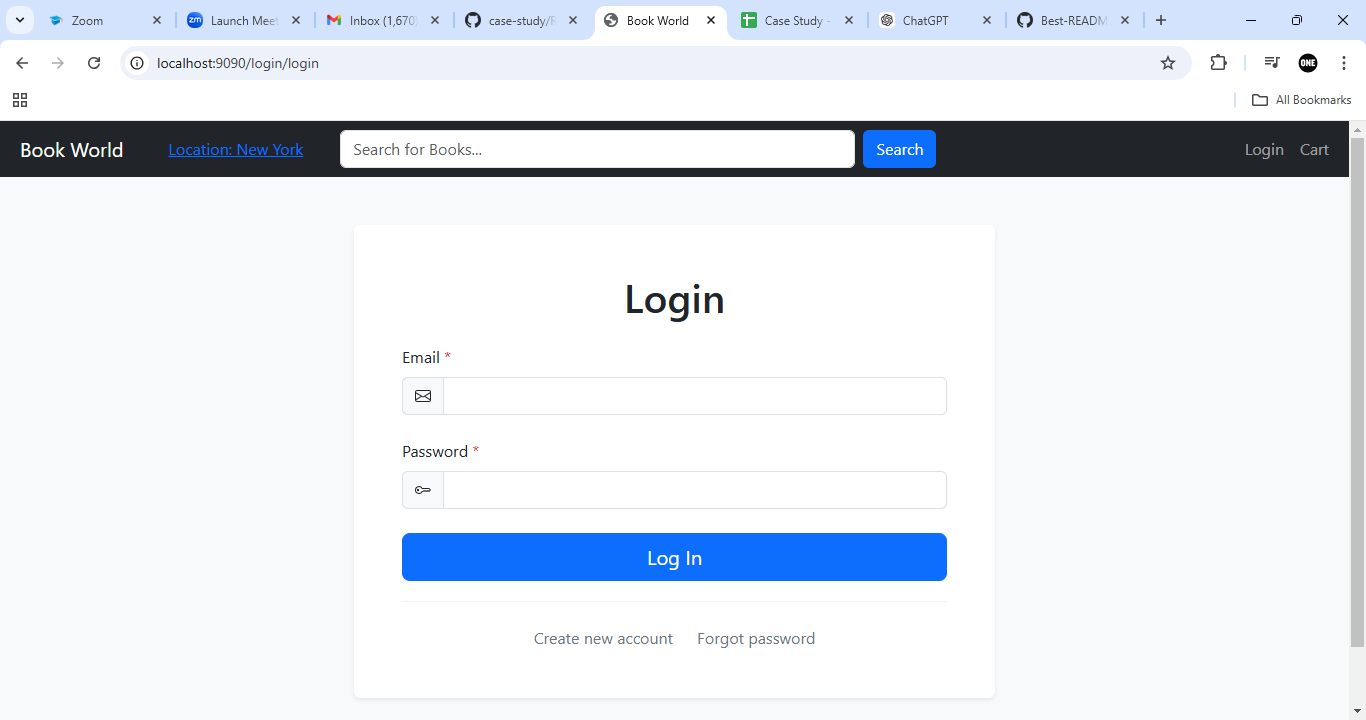 Zoom
Launch Meet
Inbox (1,670)
case-study/R
Book World
Case Study -
ChatGPT
Best-READM
localhost:9090/login/login
ONE
All Bookmarks
Book World
Location: New York
Search for Books...
Search
Login
Cart
Login
Email *
Password *
Log In
Create new account
Forgot password